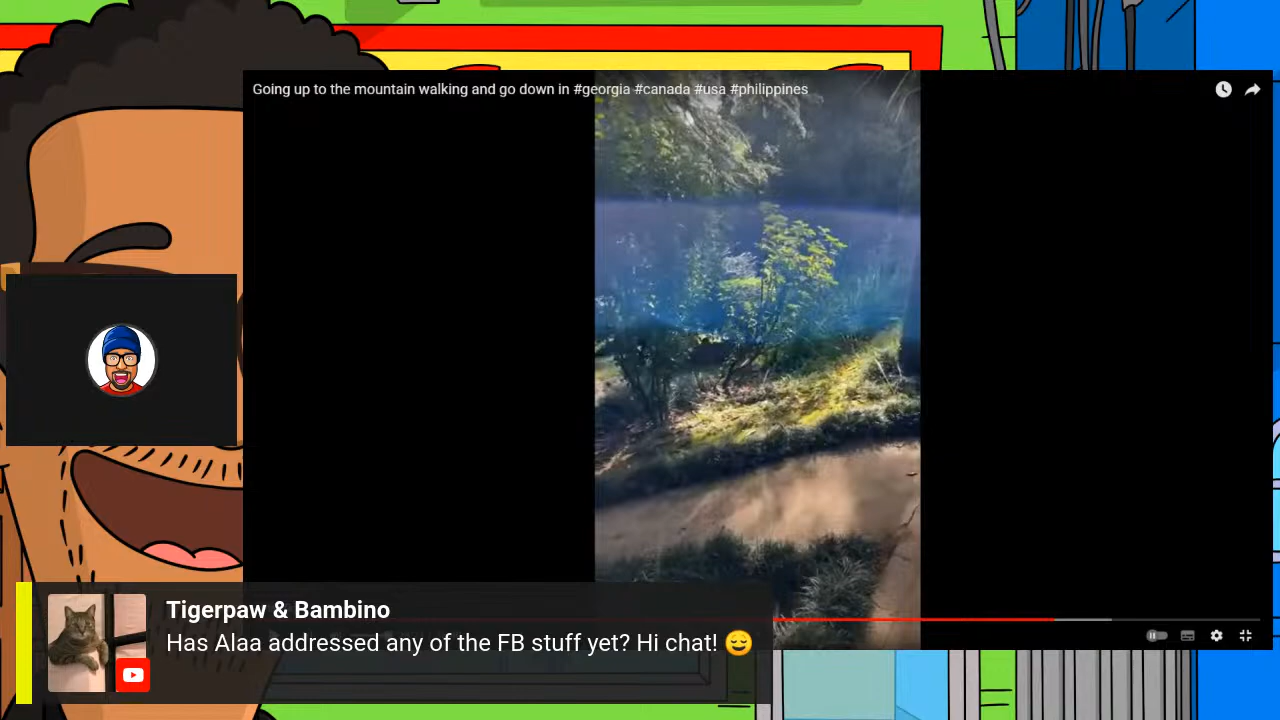 Going up to the mountain walking and go down in #georgia #canada #usa #philippines
Tigerpaw & Bambino
Has Alaa addressed any of the FB stuff yet? Hi chat! 😌